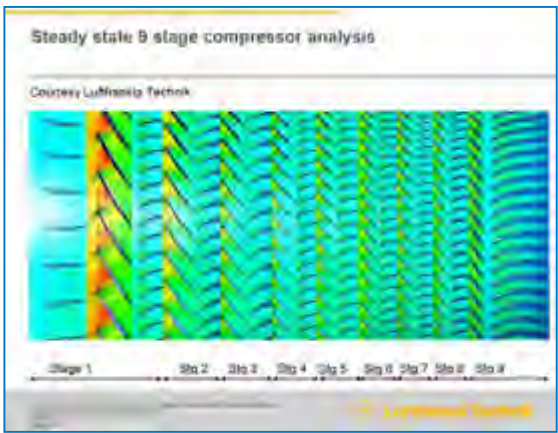 Steady state 9 stage compressor analysis
Courtesy Lufthansa Technik
Stage 1 Stg 2 Stg 3 Stg 4 Stg 5 Stg 6 Stg 7 Stg 8 Stg 9
Lufthansa Technik